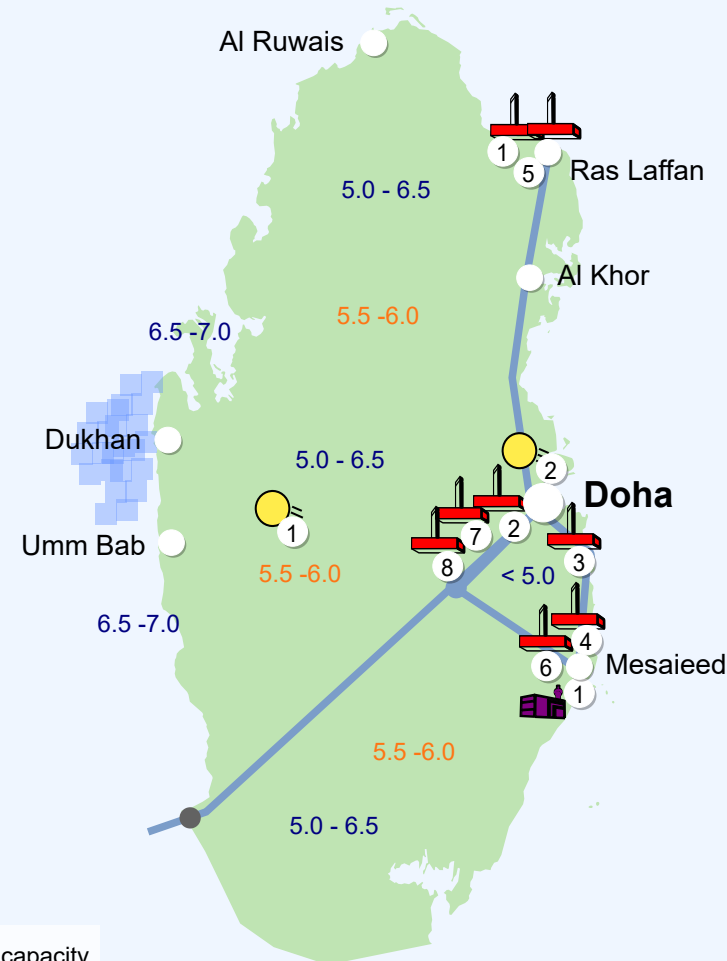 Al Ruwais
1
5
Ras Laffan
5.0 - 6.5
Al Khor
5.5 -6.0
6.5 -7.0
Dukhan
5.0 - 6.5
2
Doha
1
7
2
Umm Bab
3
8
5.5 -6.0
< 5.0
6.5 -7.0
4
6
Mesaieed
1
5.5 -6.0
5.0 - 6.5
capacity